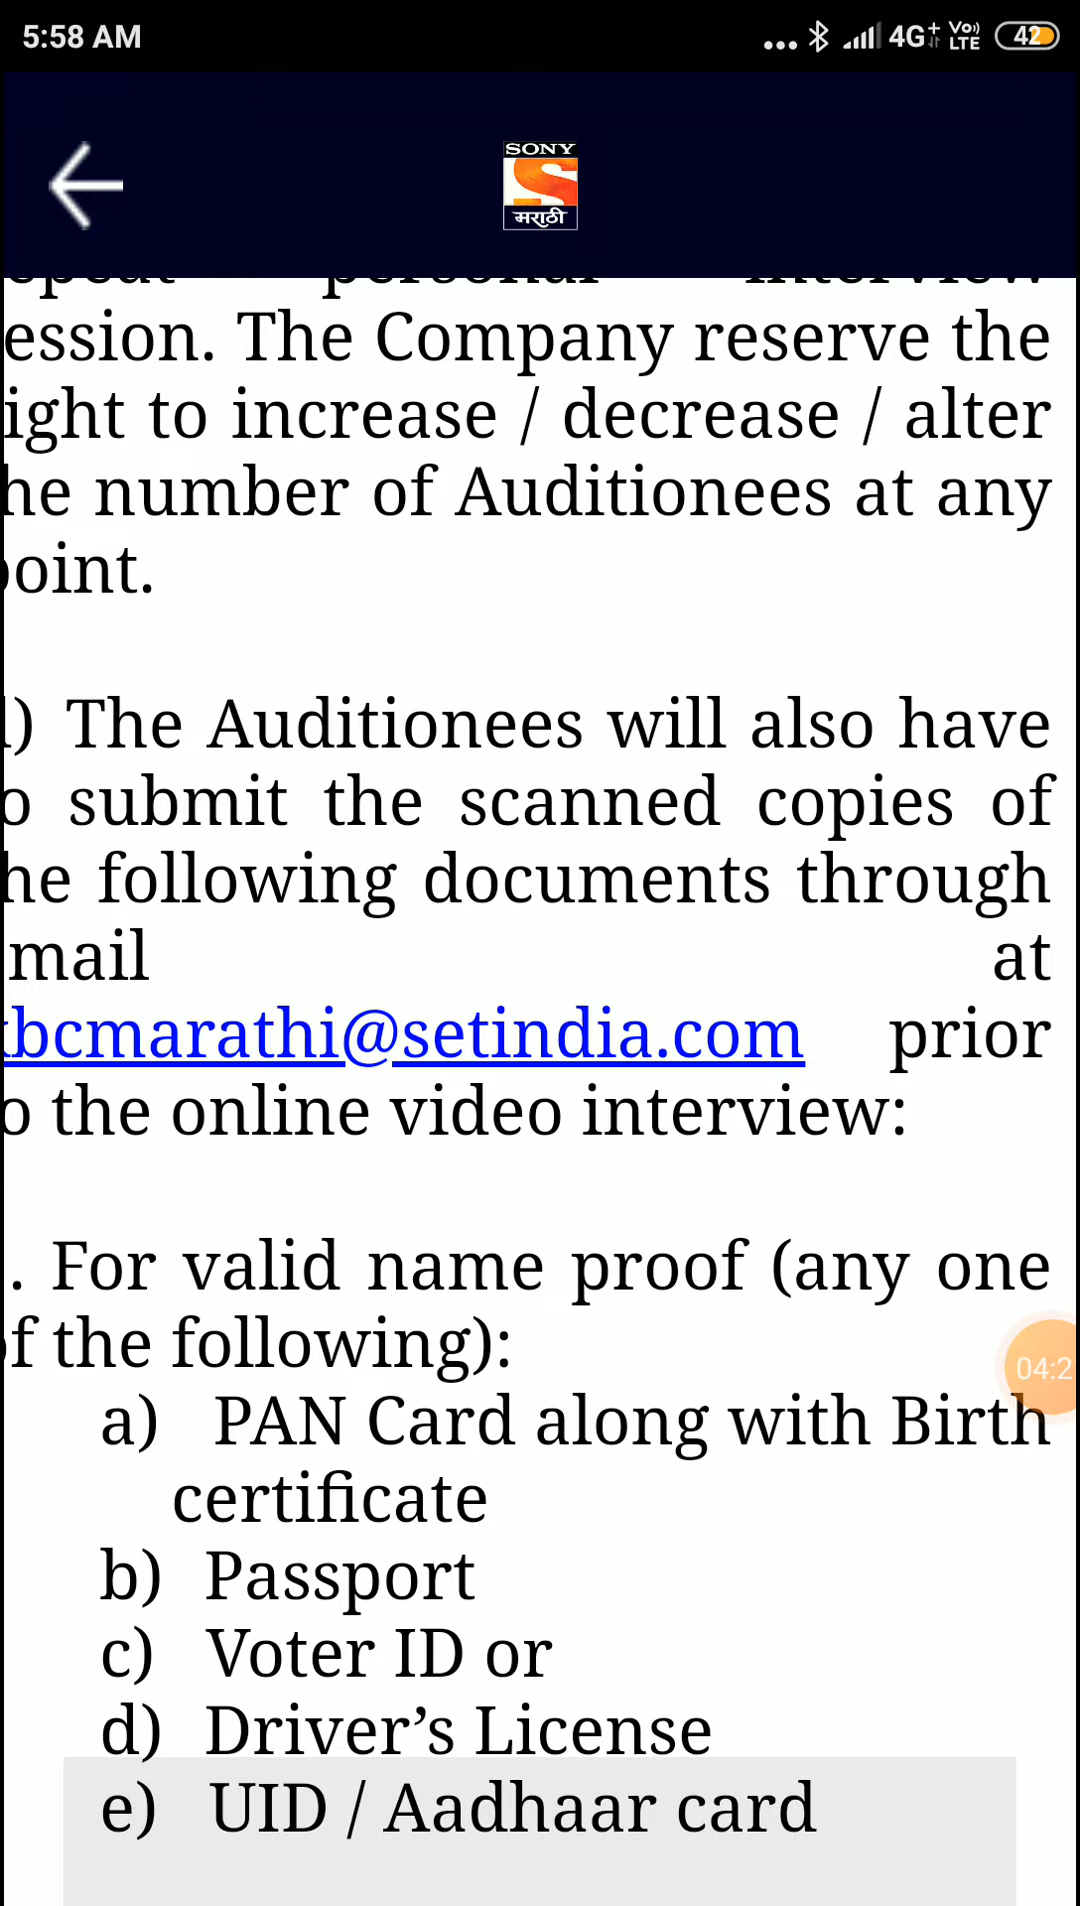 5:58 AM
4G+ VoLTE 42
SONY
मराठी
ession. The Company reserve the
ight to increase / decrease / alter
he number of Auditionees at any
oint.
) The Auditionees will also have
o submit the scanned copies of
he following documents through
mail at
bcmarathi@setindia.com prior
o the online video interview:
. For valid name proof (any one
f the following):
04:2
a) PAN Card along with Birth
certificate
b) Passport
c) Voter ID or
d) Driver’s License
e) UID / Aadhaar card